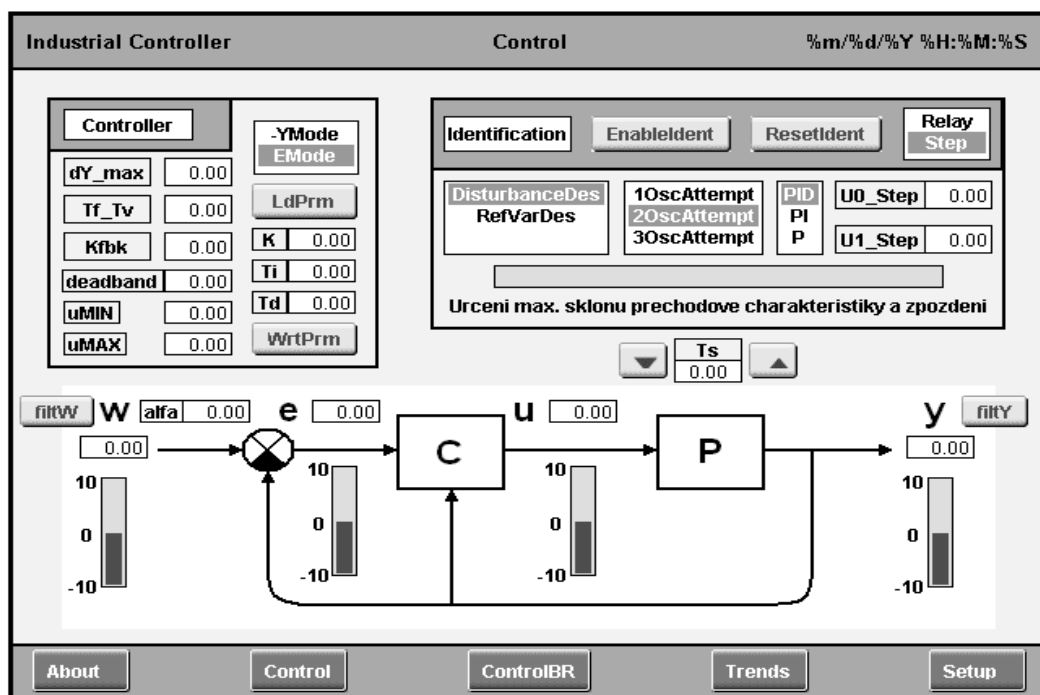 Industrial Controller Control %m/%d/%Y %H:%M:%S
Controller
-YMode
EMode
dY_max 0.00
Tf_Tv 0.00
Kfbk 0.00
deadband 0.00
uMIN 0.00
uMAX 0.00
LdPrm
K 0.00
Ti 0.00
Td 0.00
WrtPrm
Identification EnableIdent ResetIdent
Relay
Step
DisturbanceDes
RefVarDes
1OscAttempt
2OscAttempt
3OscAttempt
PID
PI
P
U0_Step 0.00
U1_Step 0.00
Urceni max. sklonu prechodove charakteristiky a zpozdeni
Ts
0.00
filtW w alfa 0.00 e 0.00 u 0.00 y filtY
0.00 C P 0.00
10 10 10 10
0 0 0 0
-10 -10 -10 -10
About Control ControlBR Trends Setup